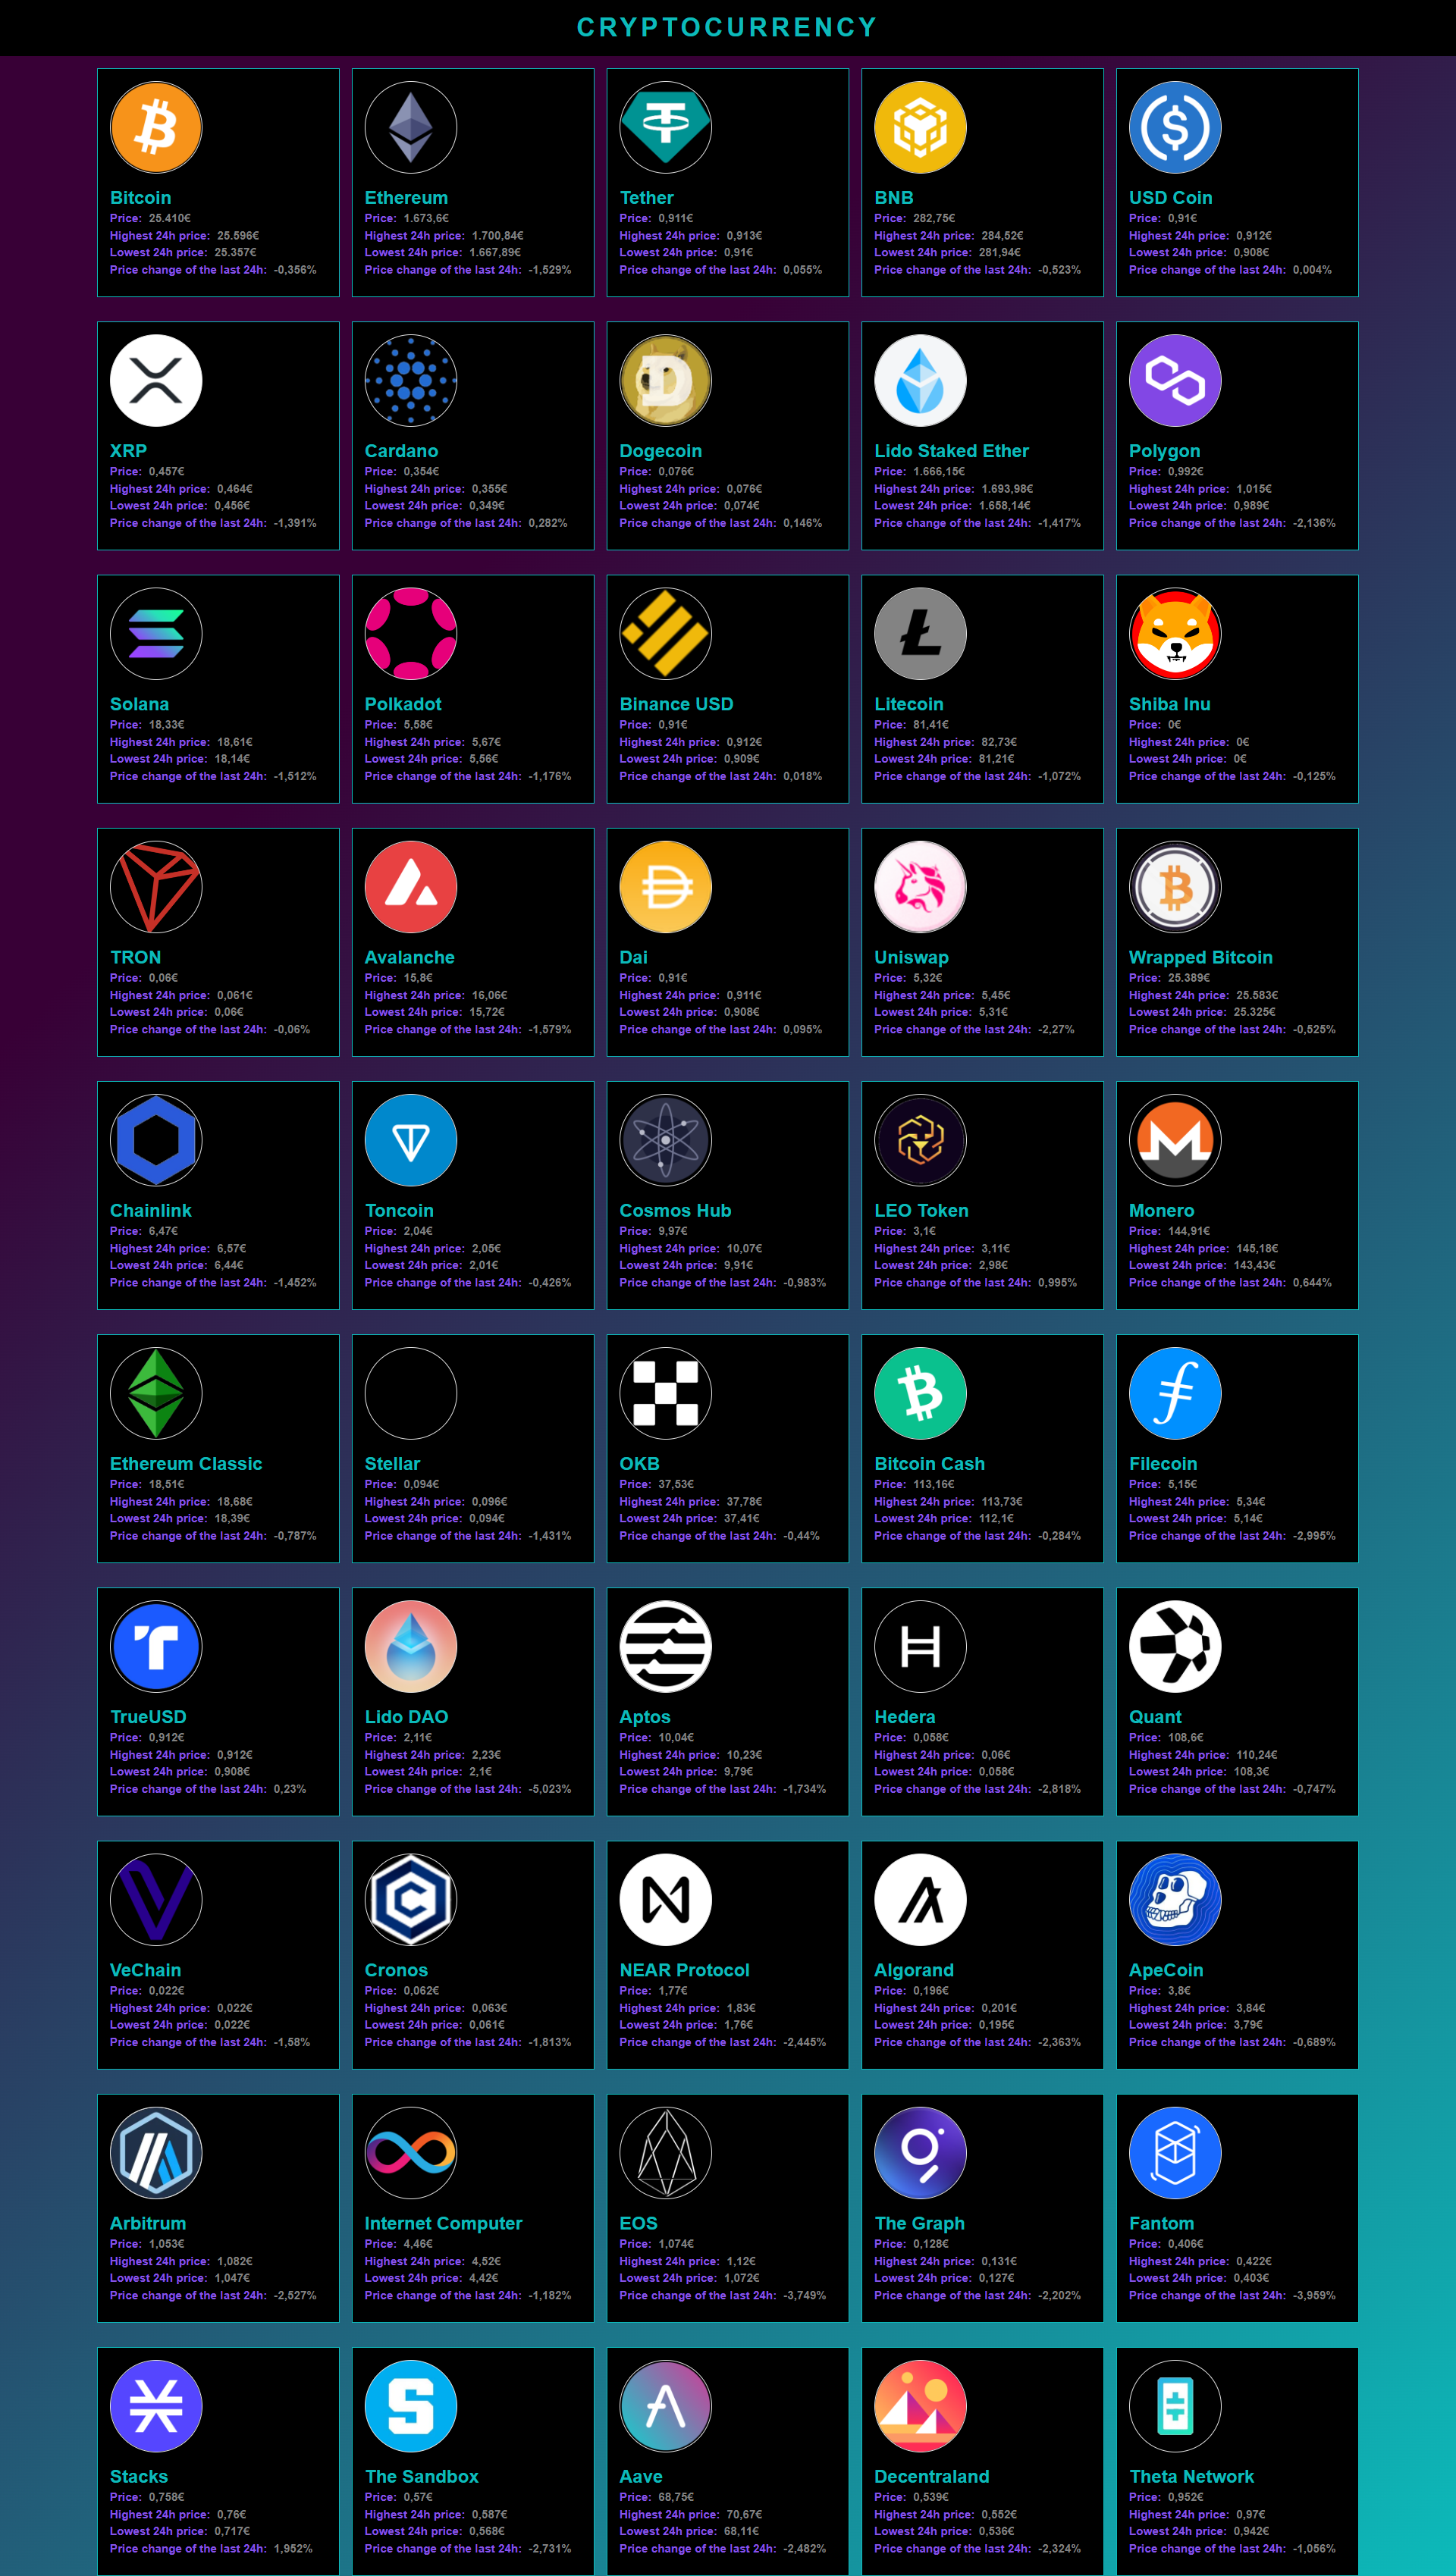 CRYPTOCURRENCY
Bitcoin
Price: 25.410€
Highest 24h price: 25.596€
Lowest 24h price: 25.357€
Price change of the last 24h: -0,356%
Ethereum
Price: 1.673,6€
Highest 24h price: 1.700,84€
Lowest 24h price: 1.667,89€
Price change of the last 24h: -1,529%
Tether
Price: 0,911€
Highest 24h price: 0,913€
Lowest 24h price: 0,91€
Price change of the last 24h: 0,055%
BNB
Price: 282,75€
Highest 24h price: 284,52€
Lowest 24h price: 281,94€
Price change of the last 24h: -0,523%
USD Coin
Price: 0,91€
Highest 24h price: 0,912€
Lowest 24h price: 0,908€
Price change of the last 24h: 0,004%
XRP
Price: 0,457€
Highest 24h price: 0,464€
Lowest 24h price: 0,456€
Price change of the last 24h: -1,391%
Cardano
Price: 0,354€
Highest 24h price: 0,355€
Lowest 24h price: 0,349€
Price change of the last 24h: 0,282%
Dogecoin
Price: 0,076€
Highest 24h price: 0,076€
Lowest 24h price: 0,074€
Price change of the last 24h: 0,146%
Lido Staked Ether
Price: 1.666,15€
Highest 24h price: 1.693,98€
Lowest 24h price: 1.658,14€
Price change of the last 24h: -1,417%
Polygon
Price: 0,992€
Highest 24h price: 1,015€
Lowest 24h price: 0,989€
Price change of the last 24h: -2,136%
Solana
Price: 18,33€
Highest 24h price: 18,61€
Lowest 24h price: 18,14€
Price change of the last 24h: -1,512%
Polkadot
Price: 5,58€
Highest 24h price: 5,67€
Lowest 24h price: 5,56€
Price change of the last 24h: -1,176%
Binance USD
Price: 0,91€
Highest 24h price: 0,912€
Lowest 24h price: 0,909€
Price change of the last 24h: 0,018%
Litecoin
Price: 81,41€
Highest 24h price: 82,73€
Lowest 24h price: 81,21€
Price change of the last 24h: -1,072%
Shiba Inu
Price: 0€
Highest 24h price: 0€
Lowest 24h price: 0€
Price change of the last 24h: -0,125%
TRON
Price: 0,06€
Highest 24h price: 0,061€
Lowest 24h price: 0,06€
Price change of the last 24h: -0,06%
Avalanche
Price: 15,8€
Highest 24h price: 16,06€
Lowest 24h price: 15,72€
Price change of the last 24h: -1,579%
Dai
Price: 0,91€
Highest 24h price: 0,911€
Lowest 24h price: 0,908€
Price change of the last 24h: 0,095%
Uniswap
Price: 5,32€
Highest 24h price: 5,45€
Lowest 24h price: 5,31€
Price change of the last 24h: -2,27%
Wrapped Bitcoin
Price: 25.389€
Highest 24h price: 25.583€
Lowest 24h price: 25.325€
Price change of the last 24h: -0,525%
Chainlink
Price: 6,47€
Highest 24h price: 6,57€
Lowest 24h price: 6,44€
Price change of the last 24h: -1,452%
Toncoin
Price: 2,04€
Highest 24h price: 2,05€
Lowest 24h price: 2,01€
Price change of the last 24h: -0,426%
Cosmos Hub
Price: 9,97€
Highest 24h price: 10,07€
Lowest 24h price: 9,91€
Price change of the last 24h: -0,983%
LEO Token
Price: 3,1€
Highest 24h price: 3,11€
Lowest 24h price: 2,98€
Price change of the last 24h: 0,995%
Monero
Price: 144,91€
Highest 24h price: 145,18€
Lowest 24h price: 143,43€
Price change of the last 24h: 0,644%
Ethereum Classic
Price: 18,51€
Highest 24h price: 18,68€
Lowest 24h price: 18,39€
Price change of the last 24h: -0,787%
Stellar
Price: 0,094€
Highest 24h price: 0,096€
Lowest 24h price: 0,094€
Price change of the last 24h: -1,431%
OKB
Price: 37,53€
Highest 24h price: 37,78€
Lowest 24h price: 37,41€
Price change of the last 24h: -0,44%
Bitcoin Cash
Price: 113,16€
Highest 24h price: 113,73€
Lowest 24h price: 112,1€
Price change of the last 24h: -0,284%
Filecoin
Price: 5,15€
Highest 24h price: 5,34€
Lowest 24h price: 5,14€
Price change of the last 24h: -2,995%
TrueUSD
Price: 0,912€
Highest 24h price: 0,912€
Lowest 24h price: 0,908€
Price change of the last 24h: 0,23%
Lido DAO
Price: 2,11€
Highest 24h price: 2,23€
Lowest 24h price: 2,1€
Price change of the last 24h: -5,023%
Aptos
Price: 10,04€
Highest 24h price: 10,23€
Lowest 24h price: 9,79€
Price change of the last 24h: -1,734%
Hedera
Price: 0,058€
Highest 24h price: 0,06€
Lowest 24h price: 0,058€
Price change of the last 24h: -2,818%
Quant
Price: 108,6€
Highest 24h price: 110,24€
Lowest 24h price: 108,3€
Price change of the last 24h: -0,747%
VeChain
Price: 0,022€
Highest 24h price: 0,022€
Lowest 24h price: 0,022€
Price change of the last 24h: -1,58%
Cronos
Price: 0,062€
Highest 24h price: 0,063€
Lowest 24h price: 0,061€
Price change of the last 24h: -1,813%
NEAR Protocol
Price: 1,77€
Highest 24h price: 1,83€
Lowest 24h price: 1,76€
Price change of the last 24h: -2,445%
Algorand
Price: 0,196€
Highest 24h price: 0,201€
Lowest 24h price: 0,195€
Price change of the last 24h: -2,363%
ApeCoin
Price: 3,8€
Highest 24h price: 3,84€
Lowest 24h price: 3,79€
Price change of the last 24h: -0,689%
Arbitrum
Price: 1,053€
Highest 24h price: 1,082€
Lowest 24h price: 1,047€
Price change of the last 24h: -2,527%
Internet Computer
Price: 4,46€
Highest 24h price: 4,52€
Lowest 24h price: 4,42€
Price change of the last 24h: -1,182%
EOS
Price: 1,074€
Highest 24h price: 1,12€
Lowest 24h price: 1,072€
Price change of the last 24h: -3,749%
The Graph
Price: 0,128€
Highest 24h price: 0,131€
Lowest 24h price: 0,127€
Price change of the last 24h: -2,202%
Fantom
Price: 0,406€
Highest 24h price: 0,422€
Lowest 24h price: 0,403€
Price change of the last 24h: -3,959%
Stacks
Price: 0,758€
Highest 24h price: 0,76€
Lowest 24h price: 0,717€
Price change of the last 24h: 1,952%
The Sandbox
Price: 0,57€
Highest 24h price: 0,587€
Lowest 24h price: 0,568€
Price change of the last 24h: -2,731%
Aave
Price: 68,75€
Highest 24h price: 70,67€
Lowest 24h price: 68,11€
Price change of the last 24h: -2,482%
Decentraland
Price: 0,539€
Highest 24h price: 0,552€
Lowest 24h price: 0,536€
Price change of the last 24h: -2,324%
Theta Network
Price: 0,952€
Highest 24h price: 0,97€
Lowest 24h price: 0,942€
Price change of the last 24h: -1,056%